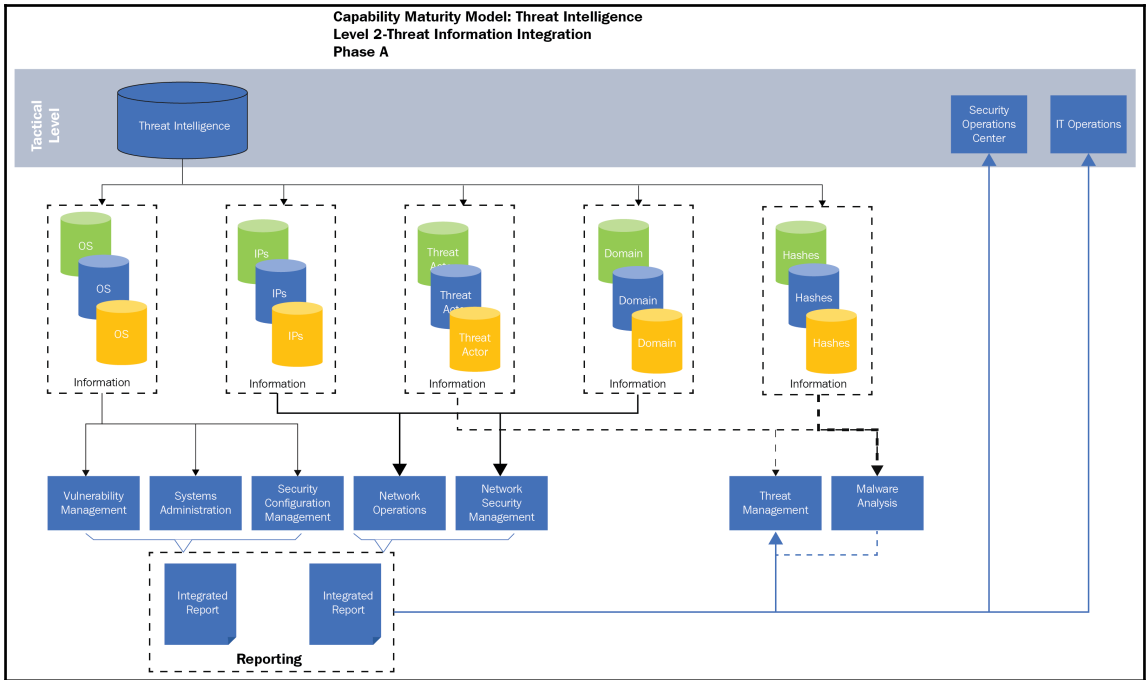 Capability Maturity Model: Threat Intelligence
Level 2-Threat Information Integration
Phase A
Tactical
Level
Threat Intelligence
Security
Operations
Center
IT Operations
OS
OS
OS
Information
IPs
IPs
IPs
Information
Threat
Threat
Threat
Actor
Information
Domain
Domain
Domain
Information
Hashes
Hashes
Hashes
Information
Vulnerability
Management
Systems
Administration
Security
Configuration
Management
Network
Operations
Network
Security
Management
Threat
Management
Malware
Analysis
Integrated
Report
Integrated
Report
Reporting